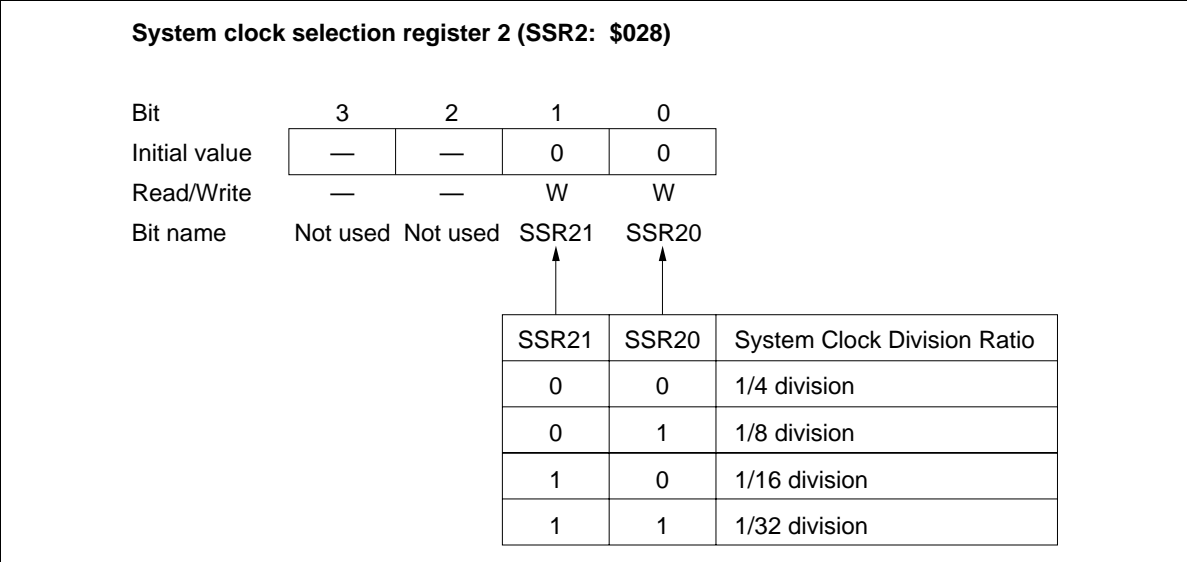 System clock selection register 2 (SSR2: $028)
Bit 3 2 1 0
Initial value — — 0 0
Read/Write — — W W
Bit name Not used Not used SSR21 SSR20
SSR21 SSR20 System Clock Division Ratio
0 0 1/4 division
0 1 1/8 division
1 0 1/16 division
1 1 1/32 division